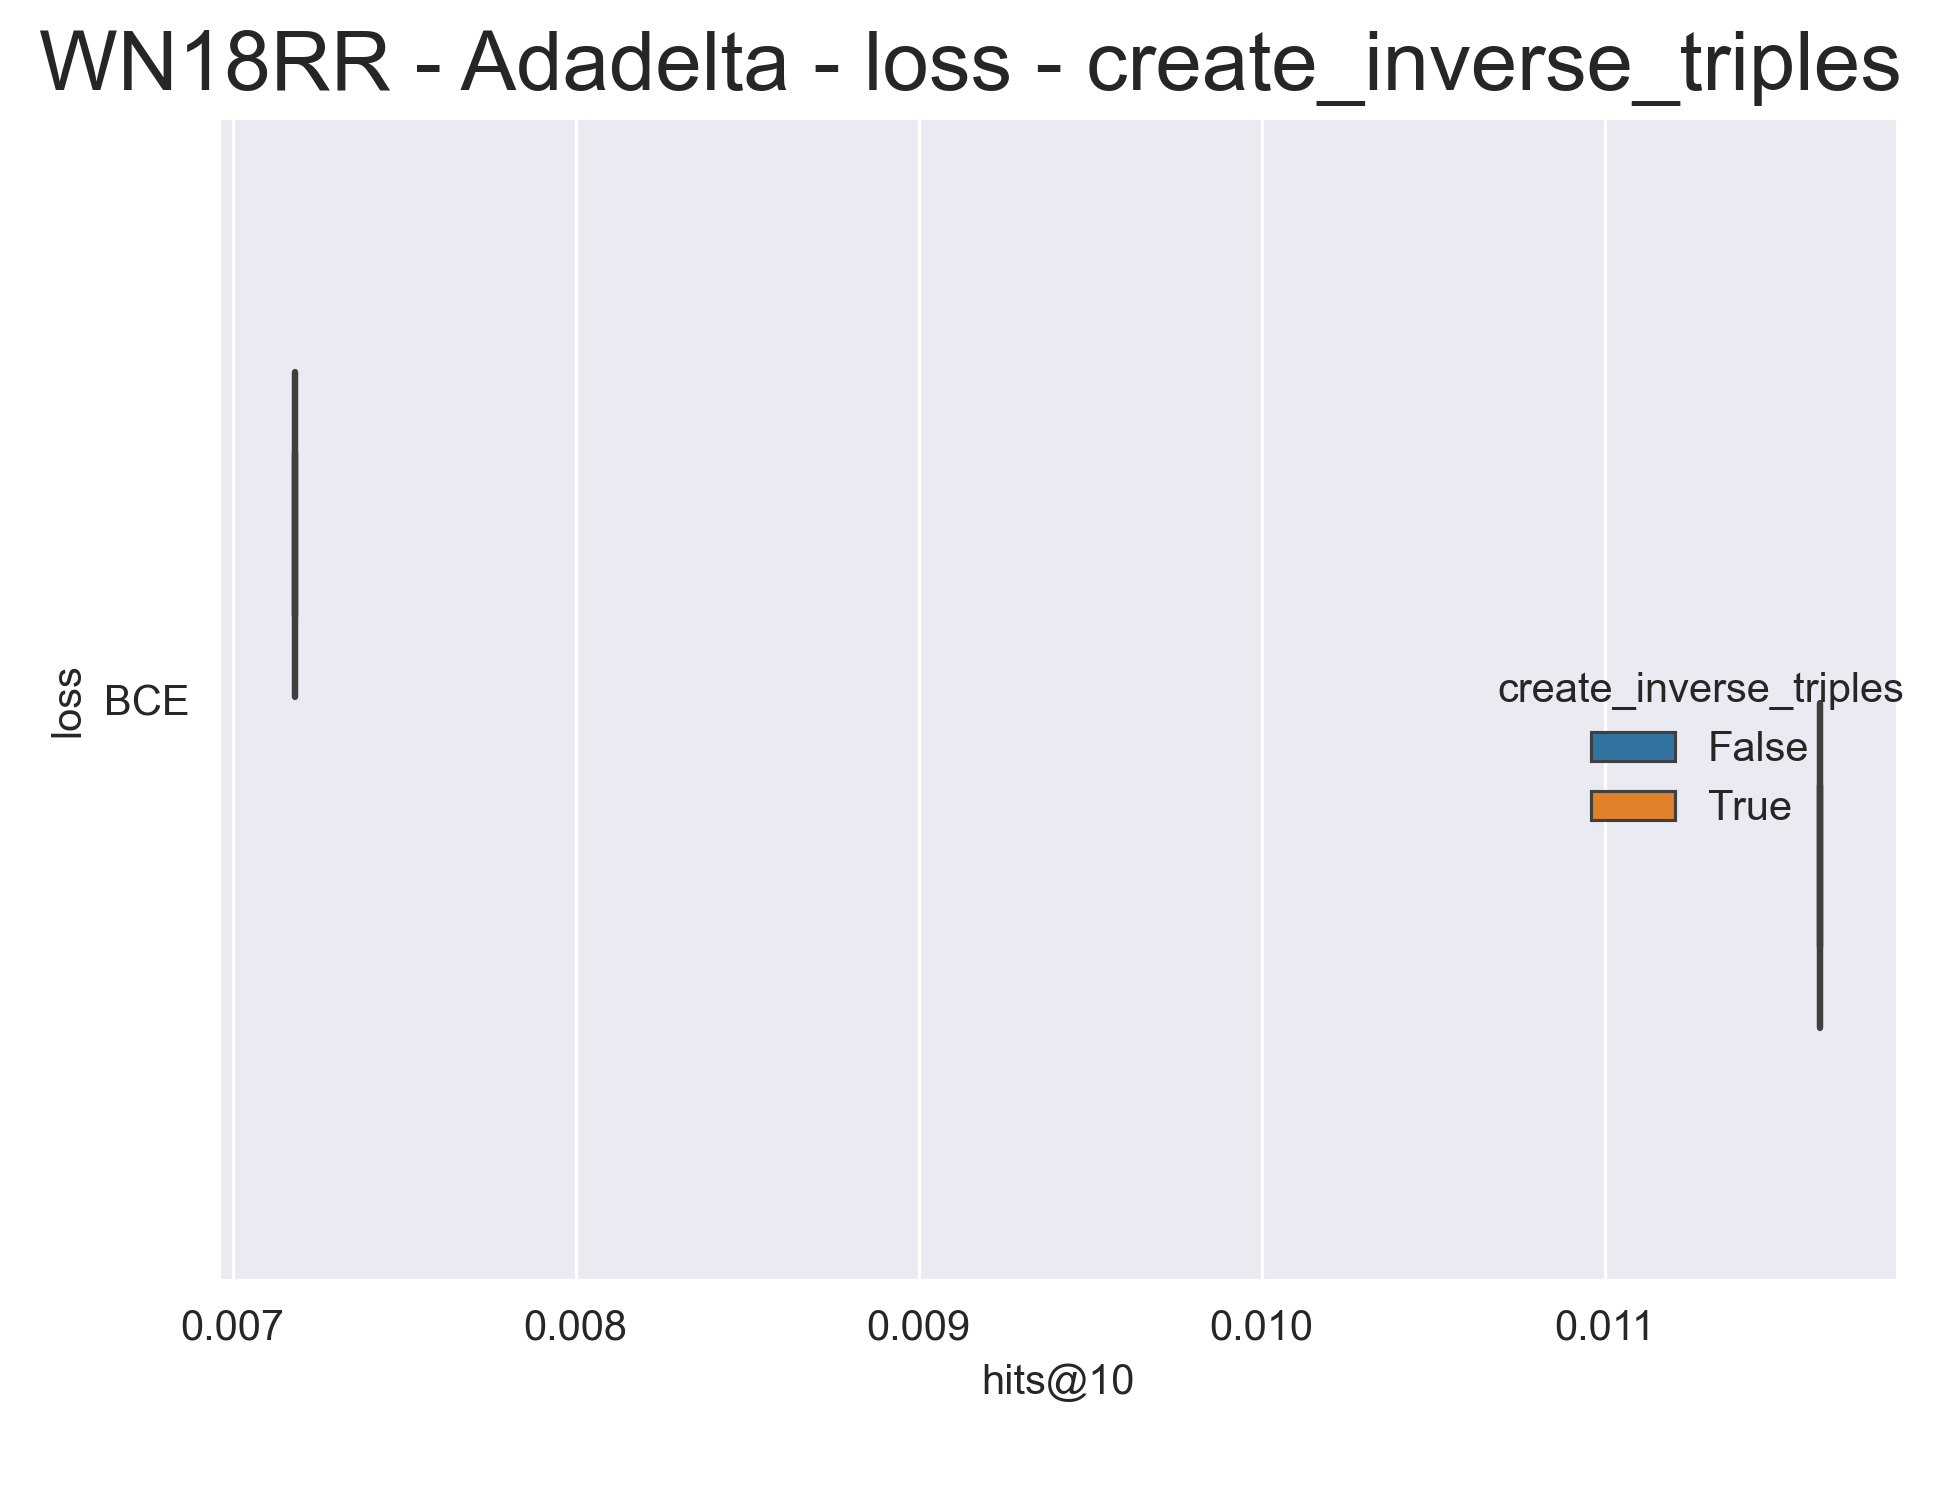 WN18RR - Adadelta - loss - create_inverse_triples
loss
BCE
create_inverse_triples
False
True
0.007 0.008 0.009 0.010 0.011
hits@10